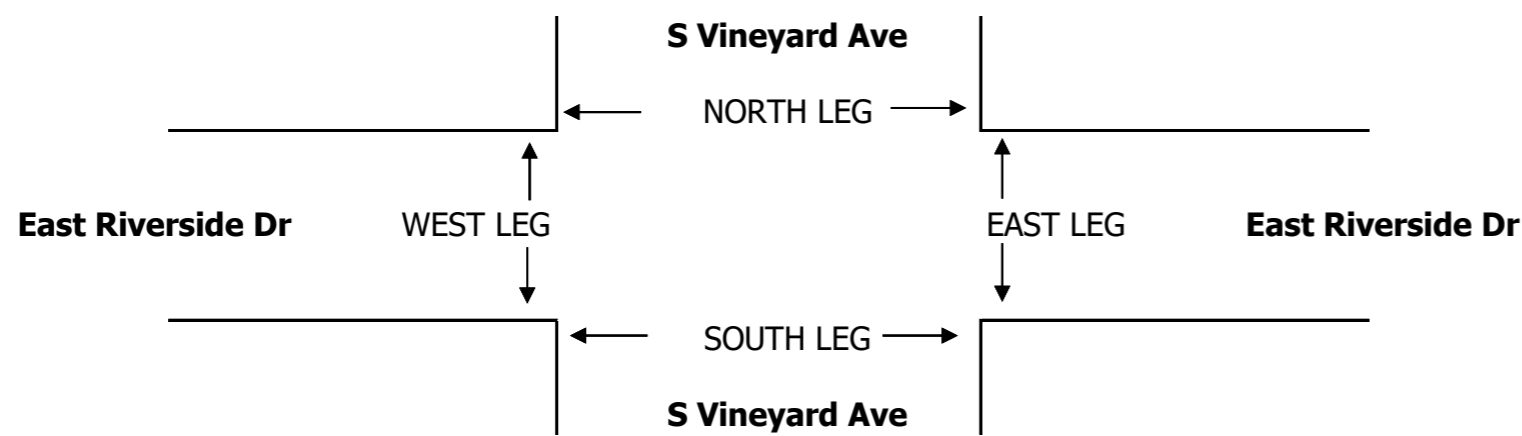 S Vineyard Ave
NORTH LEG
East Riverside Dr WEST LEG EAST LEG East Riverside Dr
SOUTH LEG
S Vineyard Ave